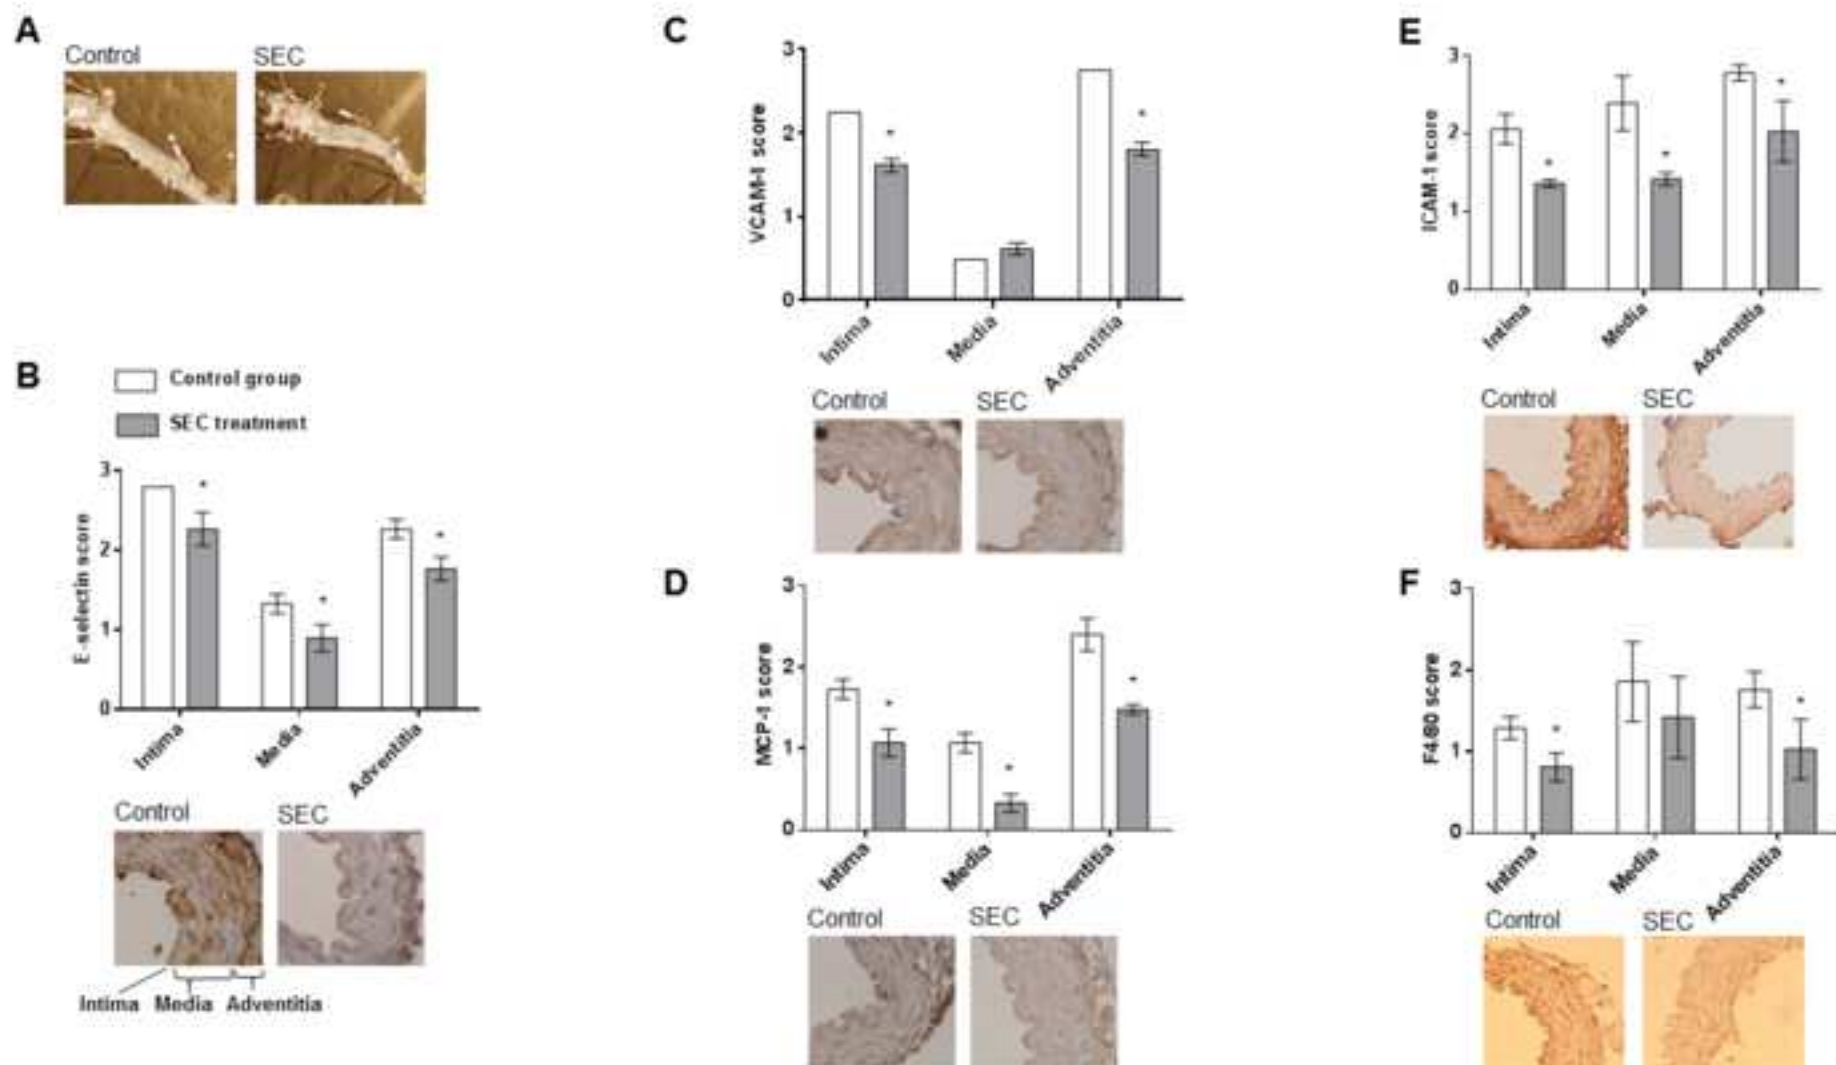 A
Control SEC
B
Control group
SEC treatment
E-selectin score
3
2
1
0
Intima Media Adventitia
*
*
*
Control SEC
Intima Media Adventitia
C
VCAM-1 score
3
2
1
0
*
*
Intima Media Adventitia
Control SEC
D
MCP-1 score
3
2
1
0
*
*
*
Intima Media Adventitia
Control SEC
E
ICAM-1 score
3
2
1
0
*
*
*
Intima Media Adventitia
Control SEC
F
F4/80 score
3
2
1
0
*
*
Intima Media Adventitia
Control SEC